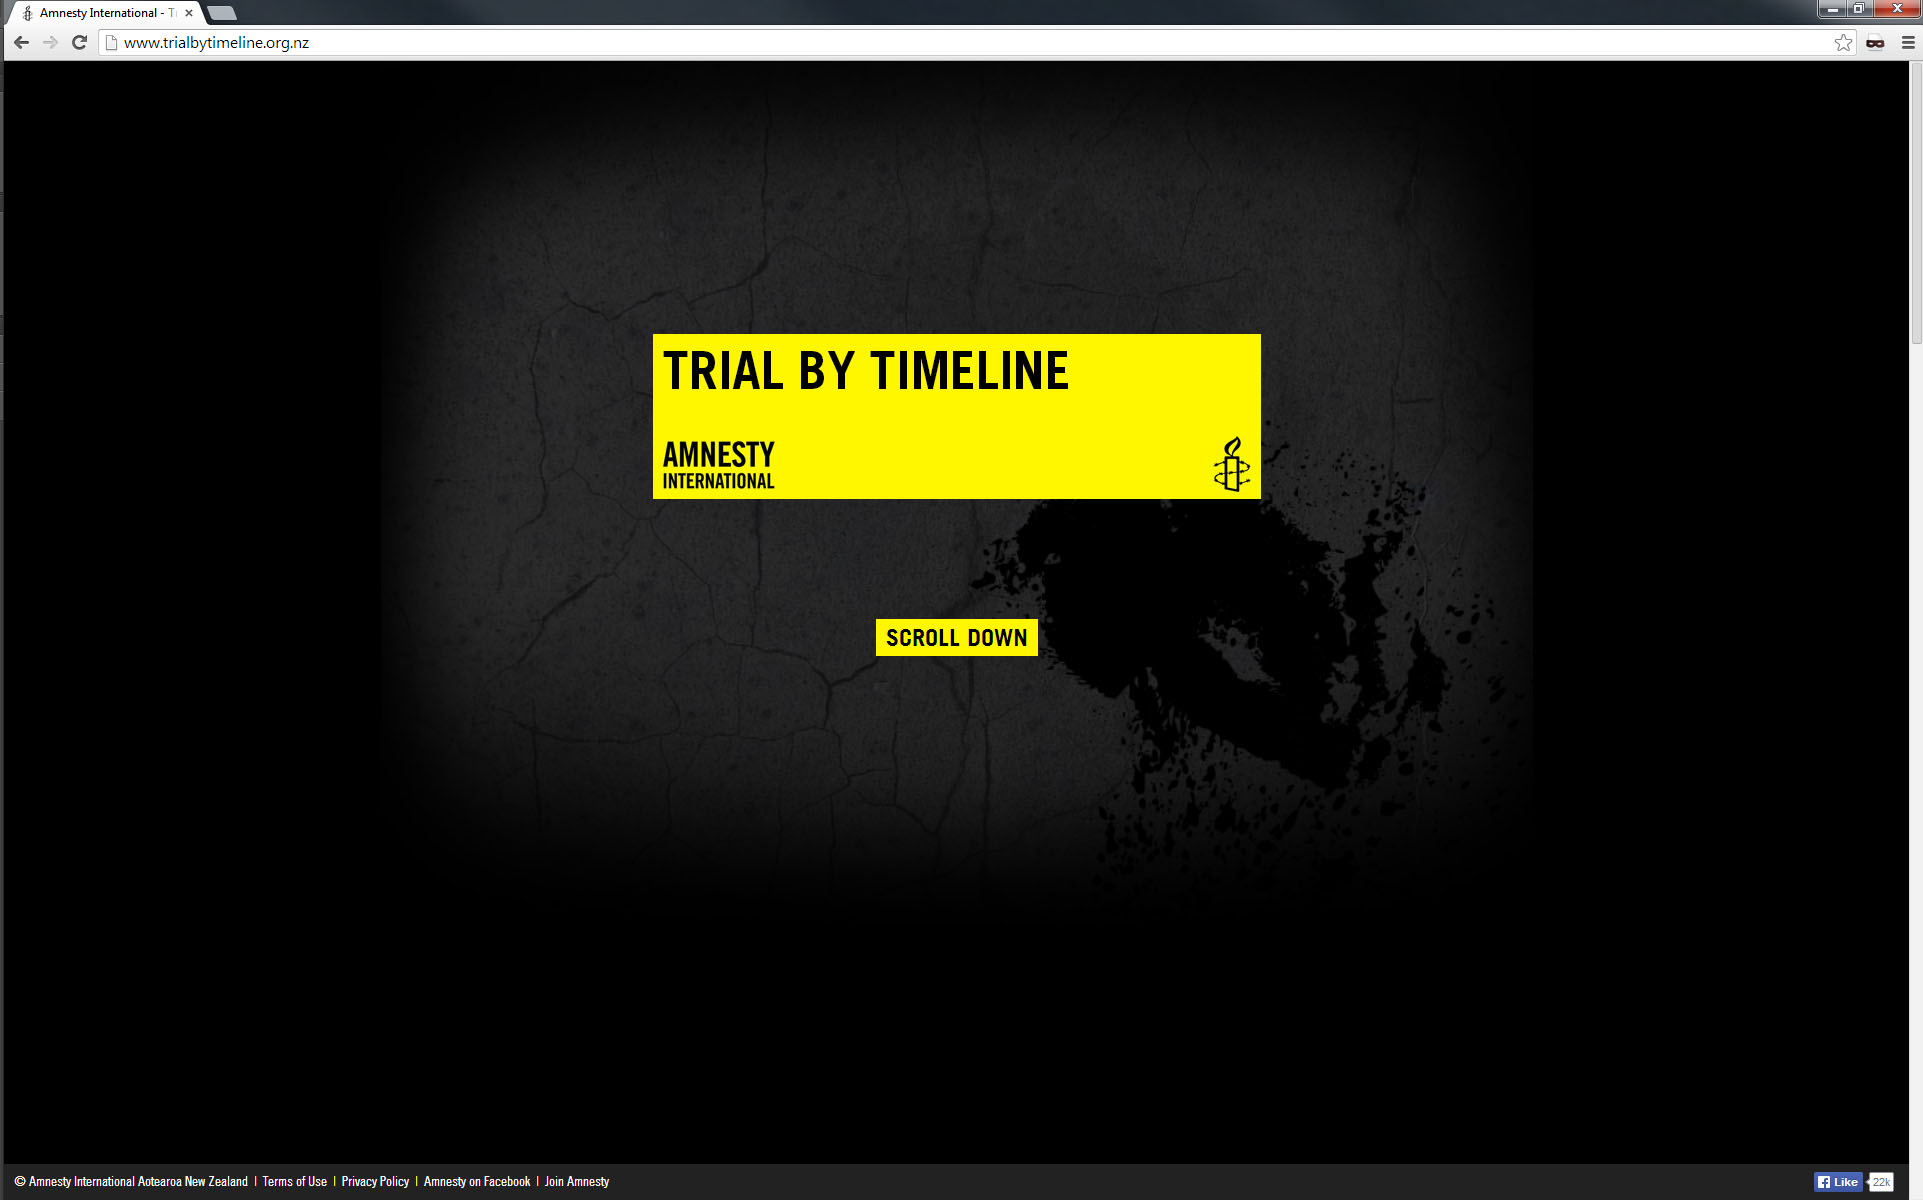 Amnesty International - T
www.trialbytimeline.org.nz
TRIAL BY TIMELINE
AMNESTY
INTERNATIONAL
SCROLL DOWN
© Amnesty International Aotearoa New Zealand | Terms of Use | Privacy Policy | Amnesty on Facebook | Join Amnesty
Like 22k